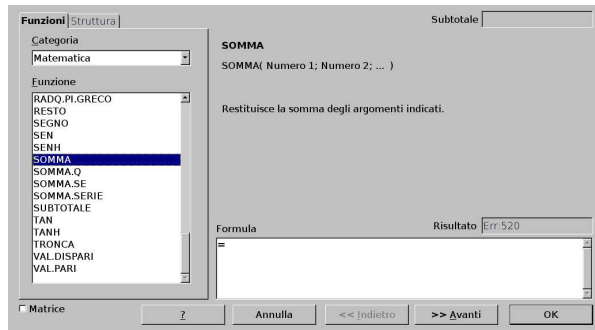 Funzioni Struttura
Subtotale
Categoria
Matematica
Funzione
RADQ.PI.GRECO
RESTO
SEGNO
SEN
SENH
SOMMA
SOMMA.Q
SOMMA.SE
SOMMA.SERIE
SUBTOTALE
TAN
TANH
TRONCA
VAL.DISPARI
VAL.PARI
SOMMA
SOMMA( Numero 1; Numero 2; ... )
Restituisce la somma degli argomenti indicati.
Formula
Risultato Err:520
=
Matrice
? Annulla << Indietro >> Avanti OK